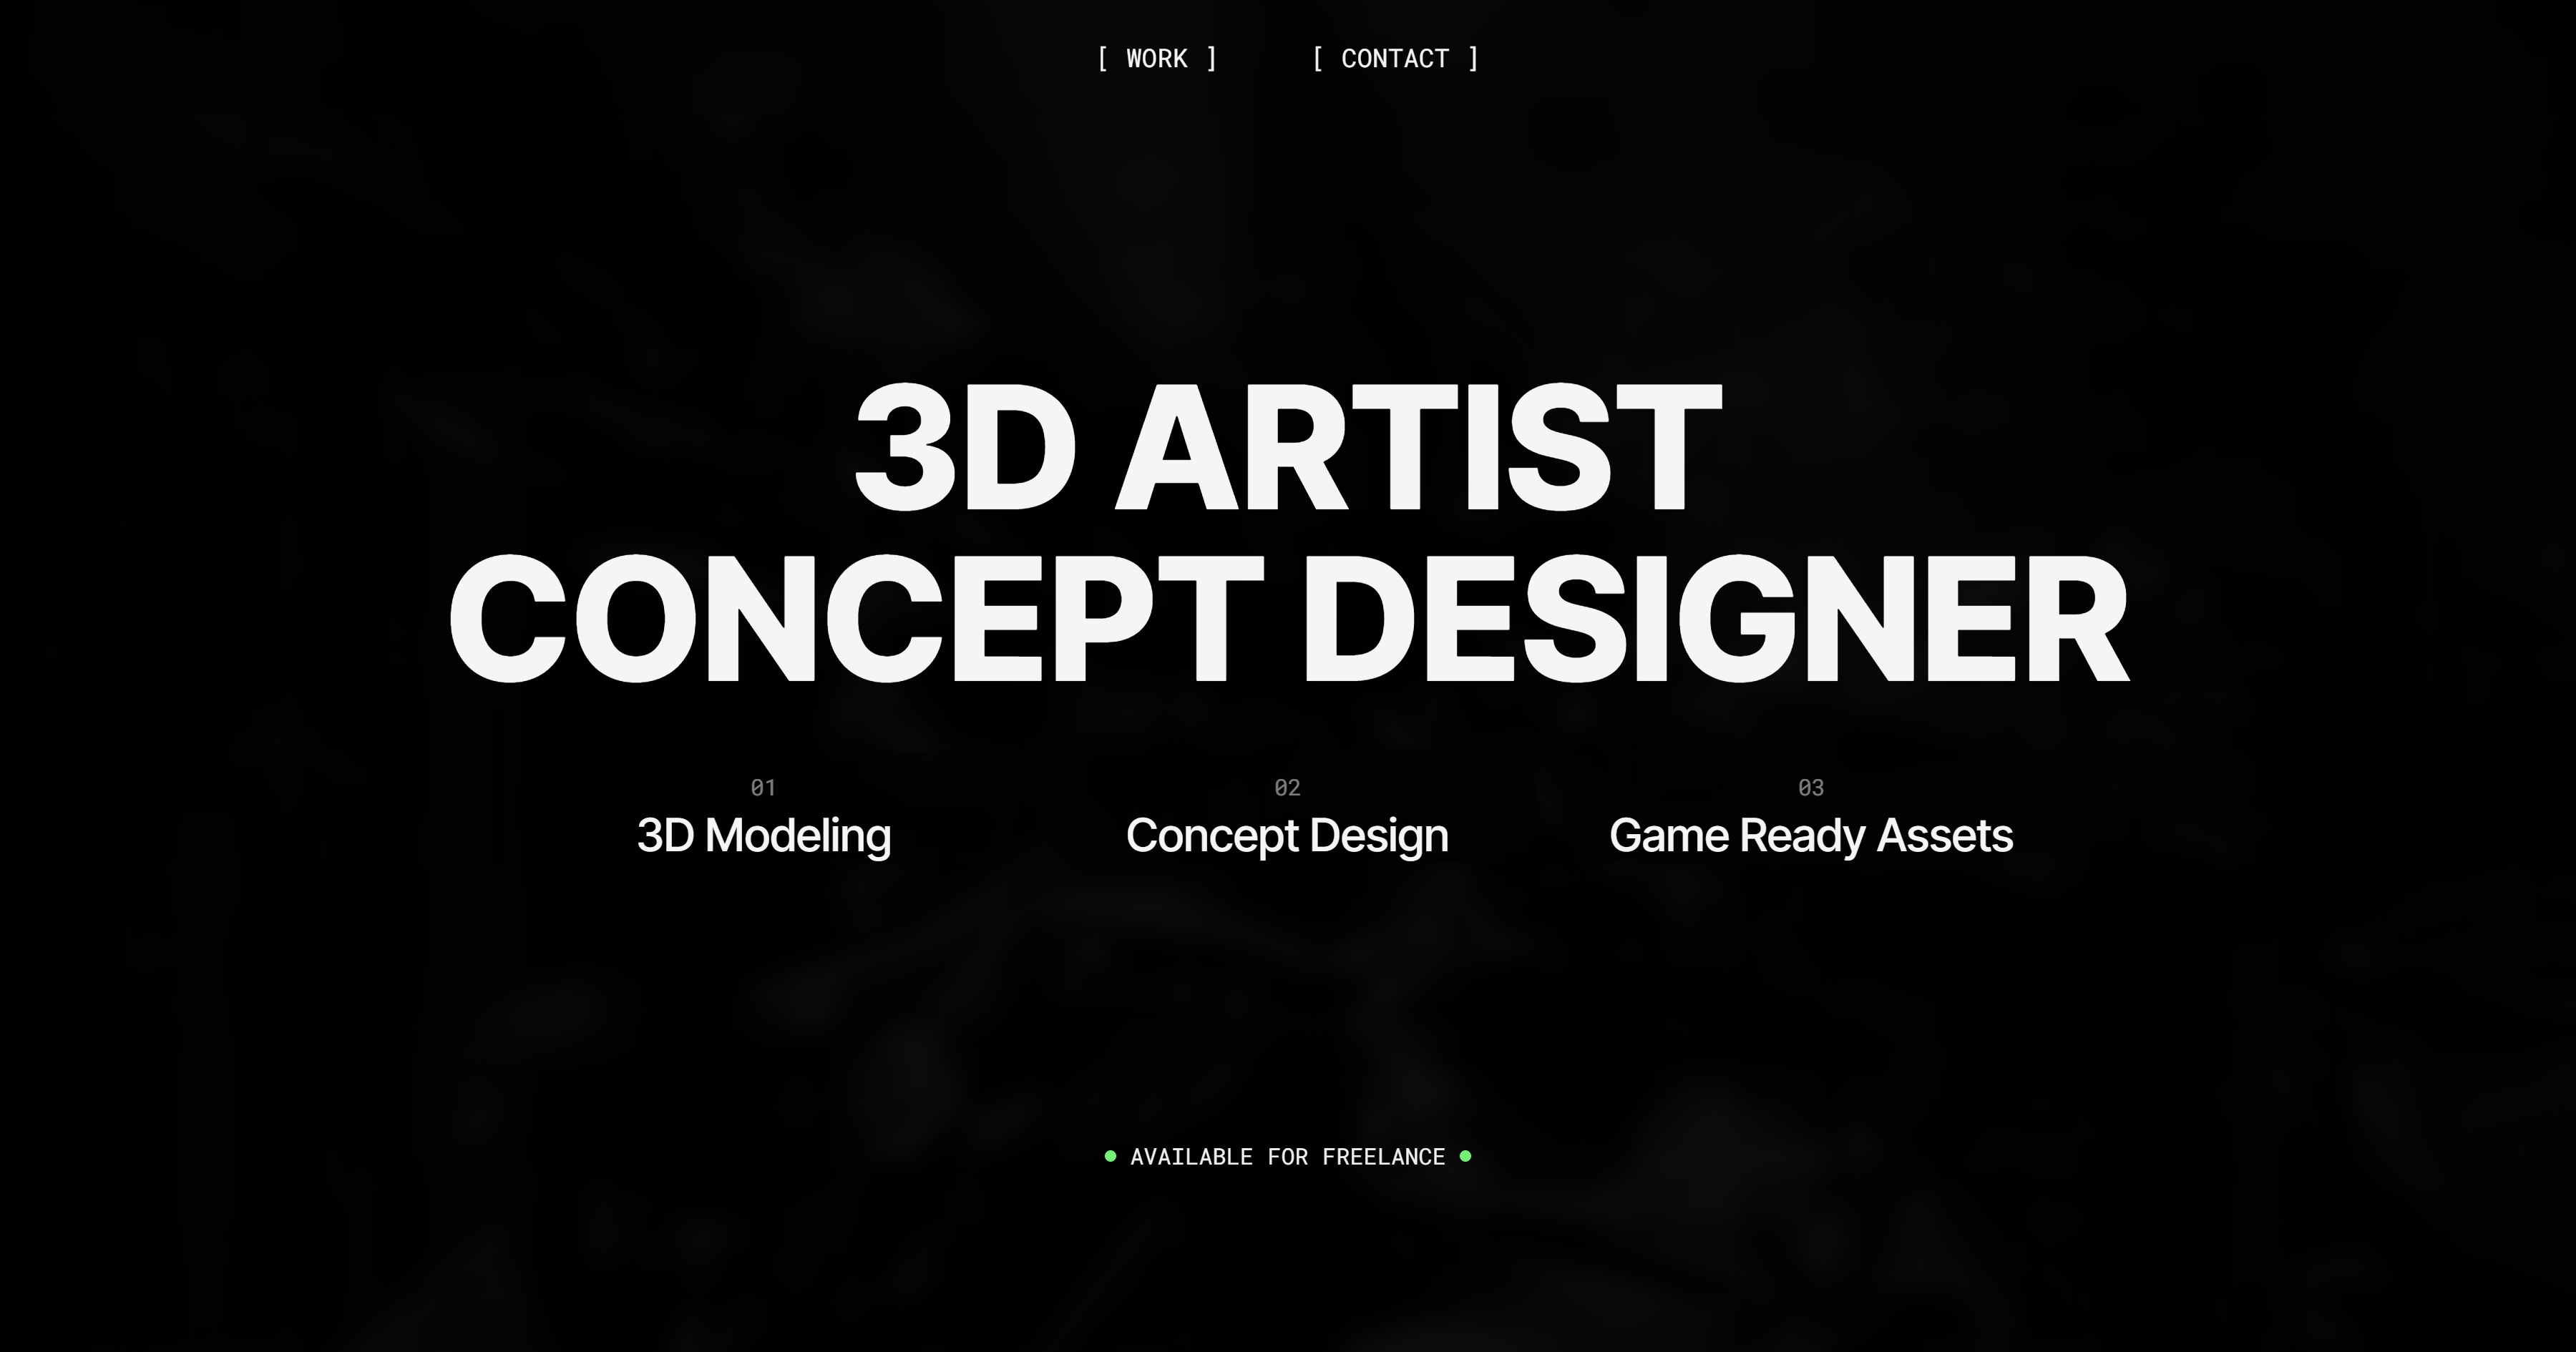 [ WORK ] [ CONTACT ]
3D ARTIST
CONCEPT DESIGNER
01 02 03
3D Modeling Concept Design Game Ready Assets
AVAILABLE FOR FREELANCE